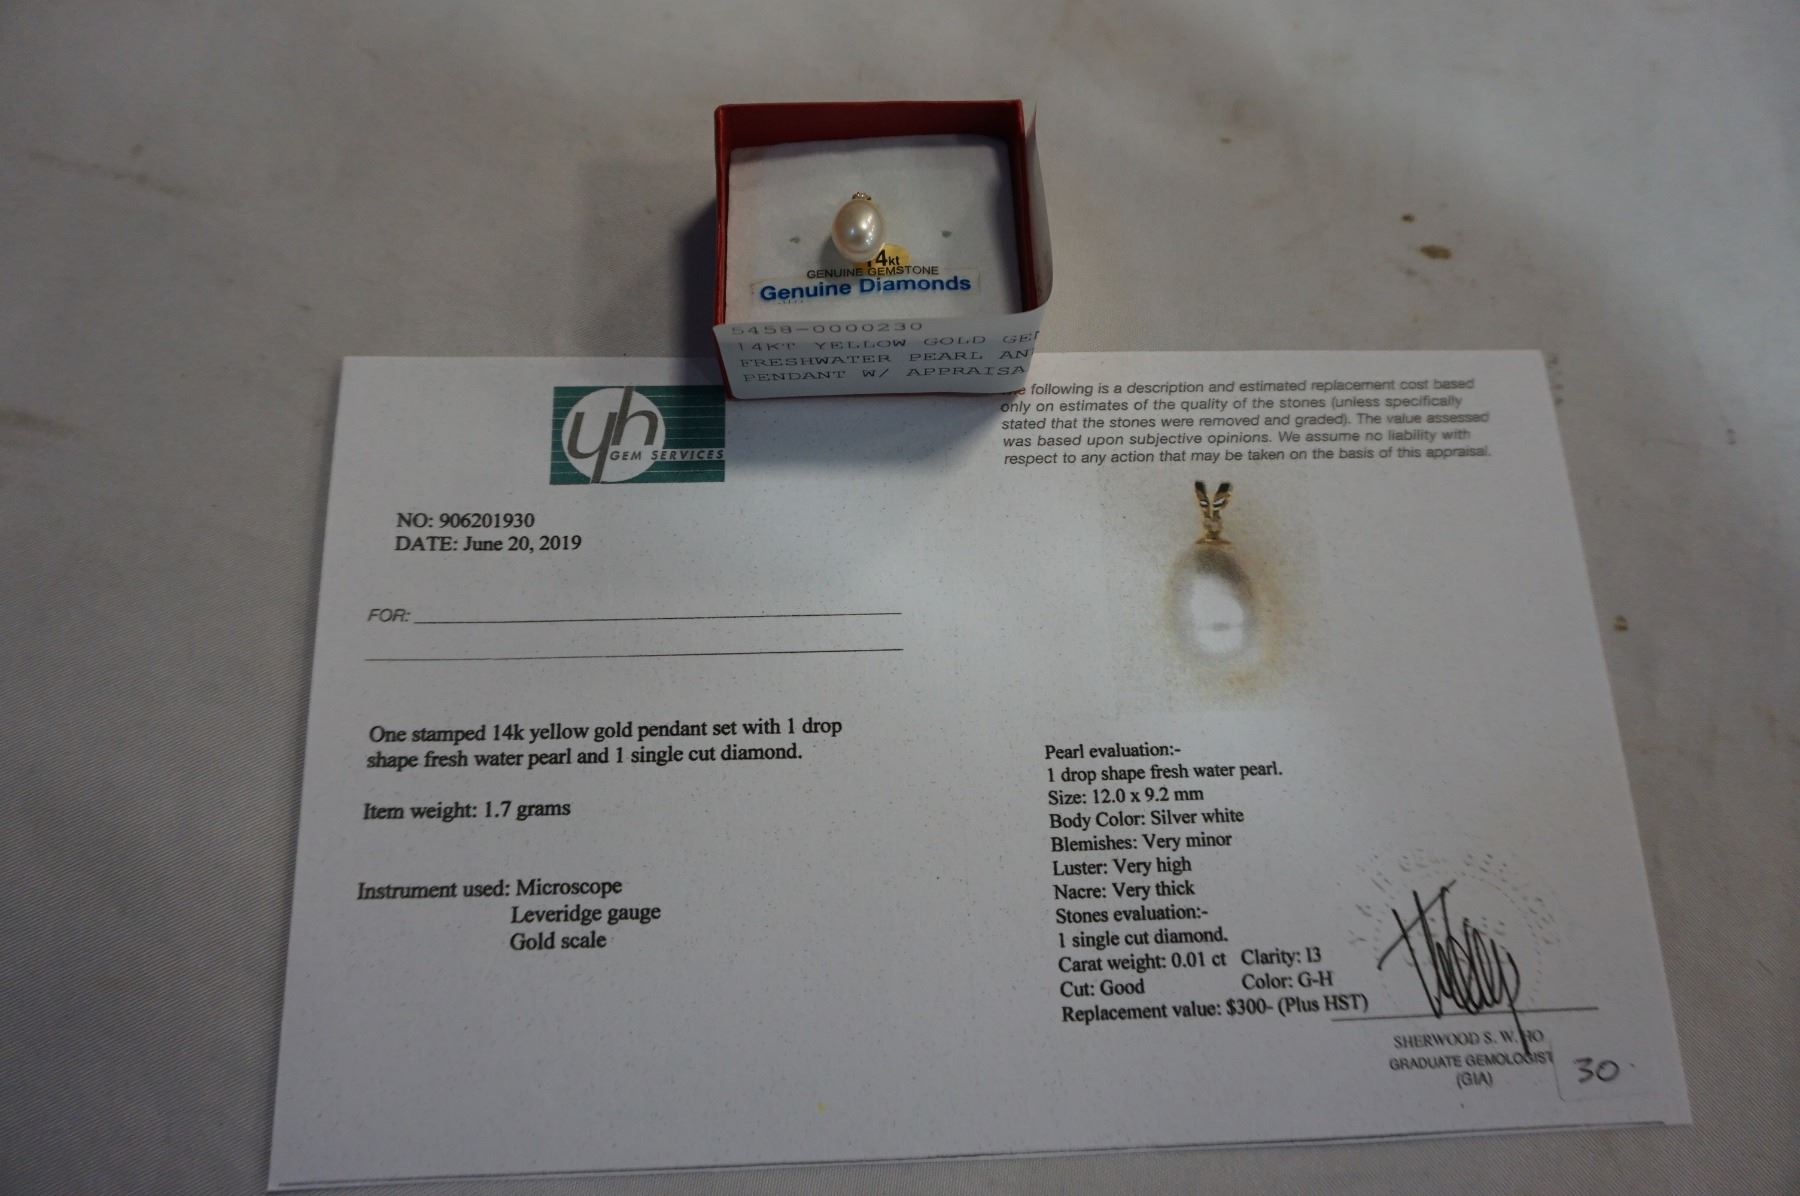 14kt
GENUINE GEMSTONE
Genuine Diamonds
5458-0000230
14KT YELLOW GOLD
FRESHWATER PEARL
PENDANT W/
yh
GEM SERVICES
following is a description and estimated replacement cost based
only on estimates of the quality of the stones (unless specifically
stated that the stones were removed and graded). The value assessed
was based upon subjective opinions. We assume no liability with
respect to any action that may be taken on the basis of this appraisal.
NO: 906201930
DATE: June 20, 2019
FOR:
One stamped 14k yellow gold pendant set with 1 drop
shape fresh water pearl and 1 single cut diamond.
Item weight: 1.7 grams
Instrument used: Microscope
Leveridge gauge
Gold scale
Pearl evaluation:-
1 drop shape fresh water pearl.
Size: 12.0 x 9.2 mm
Body Color: Silver white
Blemishes: Very minor
Luster: Very high
Nacre: Very thick
Stones evaluation:-
1 single cut diamond.
Carat weight: 0.01 ct Clarity: I3
Cut: Good Color: G-H
Replacement value: $300- (Plus HST)
SHERWOOD S. W. HO
GRADUATE GEMOLOGIST
(GIA)
30